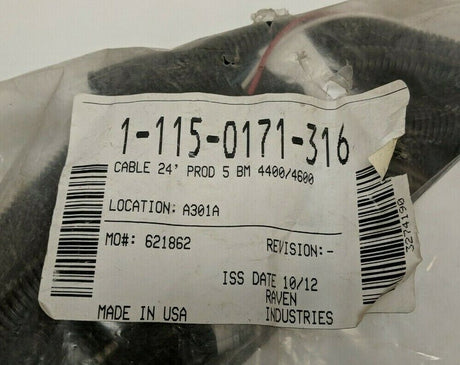 1-115-0171-316
CABLE 24' PROD 5 BM 4400/4600
LOCATION: A301A
MO#: 621862
REVISION:-
ISS DATE 10/12
RAVEN
INDUSTRIES
MADE IN USA
3274190